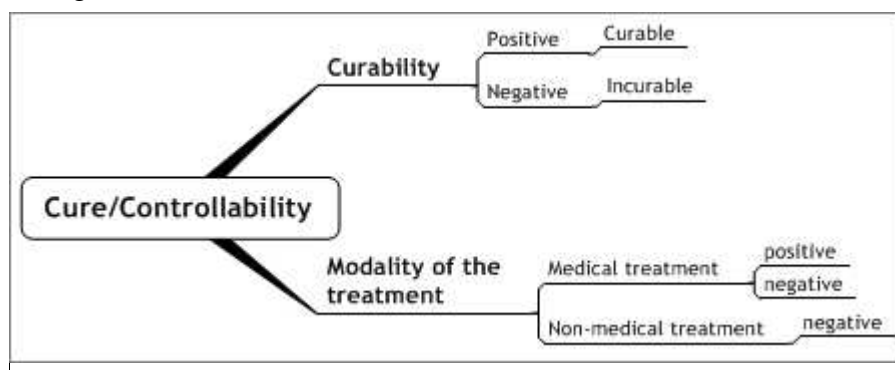 Curability
Positive
Curable
Negative
Incurable
Cure/Controllability
Modality of the
treatment
Medical treatment
positive
negative
Non-medical treatment
negative